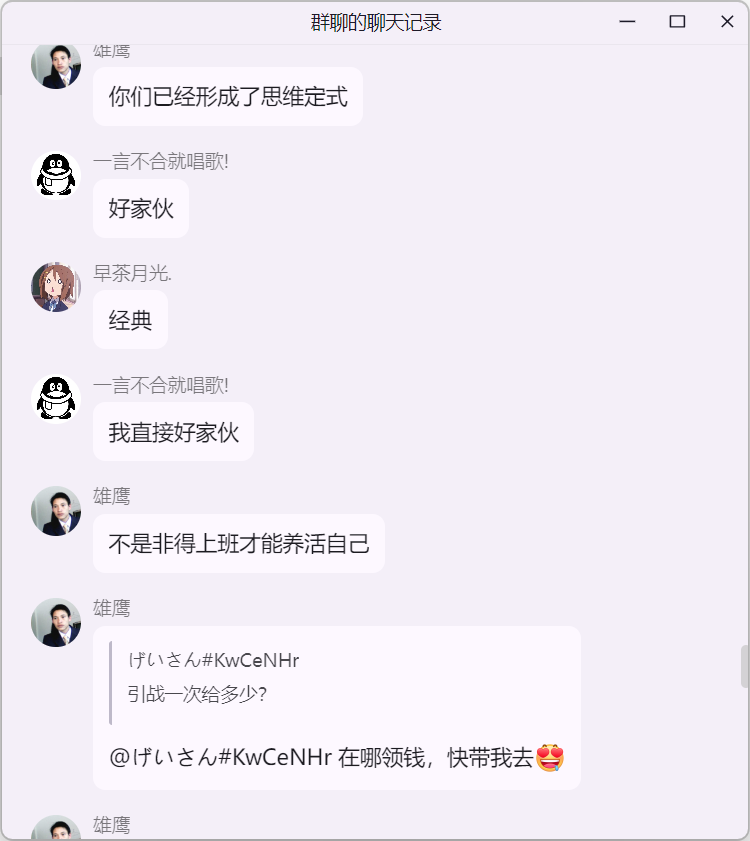 群聊的聊天记录
雄鹰
你们已经形成了思维定式
一言不合就唱歌!
好家伙
早茶月光.
经典
一言不合就唱歌!
我直接好家伙
雄鹰
不是非得上班才能养活自己
雄鹰
げいさん#KwCeNHr
引战一次给多少？
@げいさん#KwCeNHr 在哪领钱，快带我去😍
雄鹰